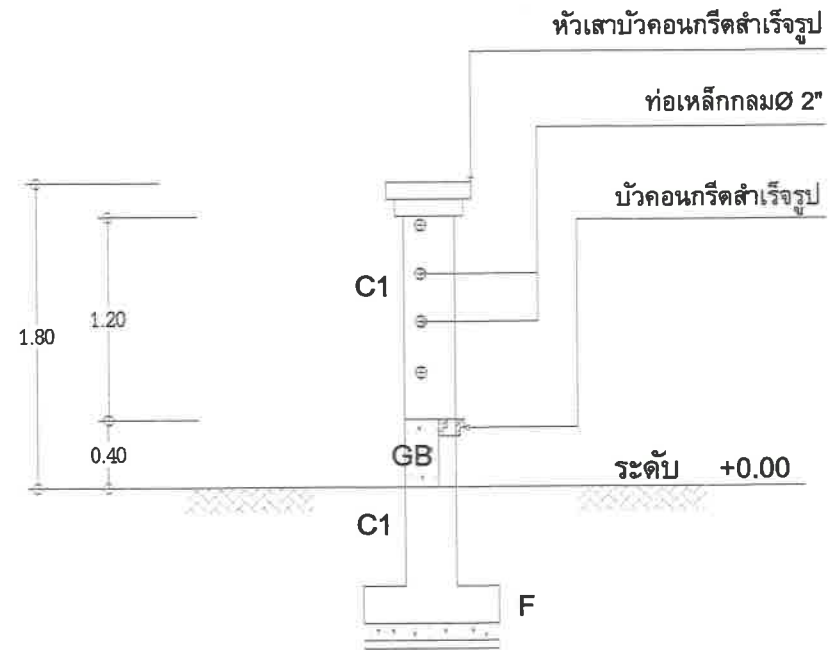 หัวเสาบัวคอนกรีตสำเร็จรูป
ท่อเหล็กกลมØ 2"
บัวคอนกรีตสำเร็จรูป
C1
1.80
1.20
0.40
GB
ระดับ +0.00
C1
F